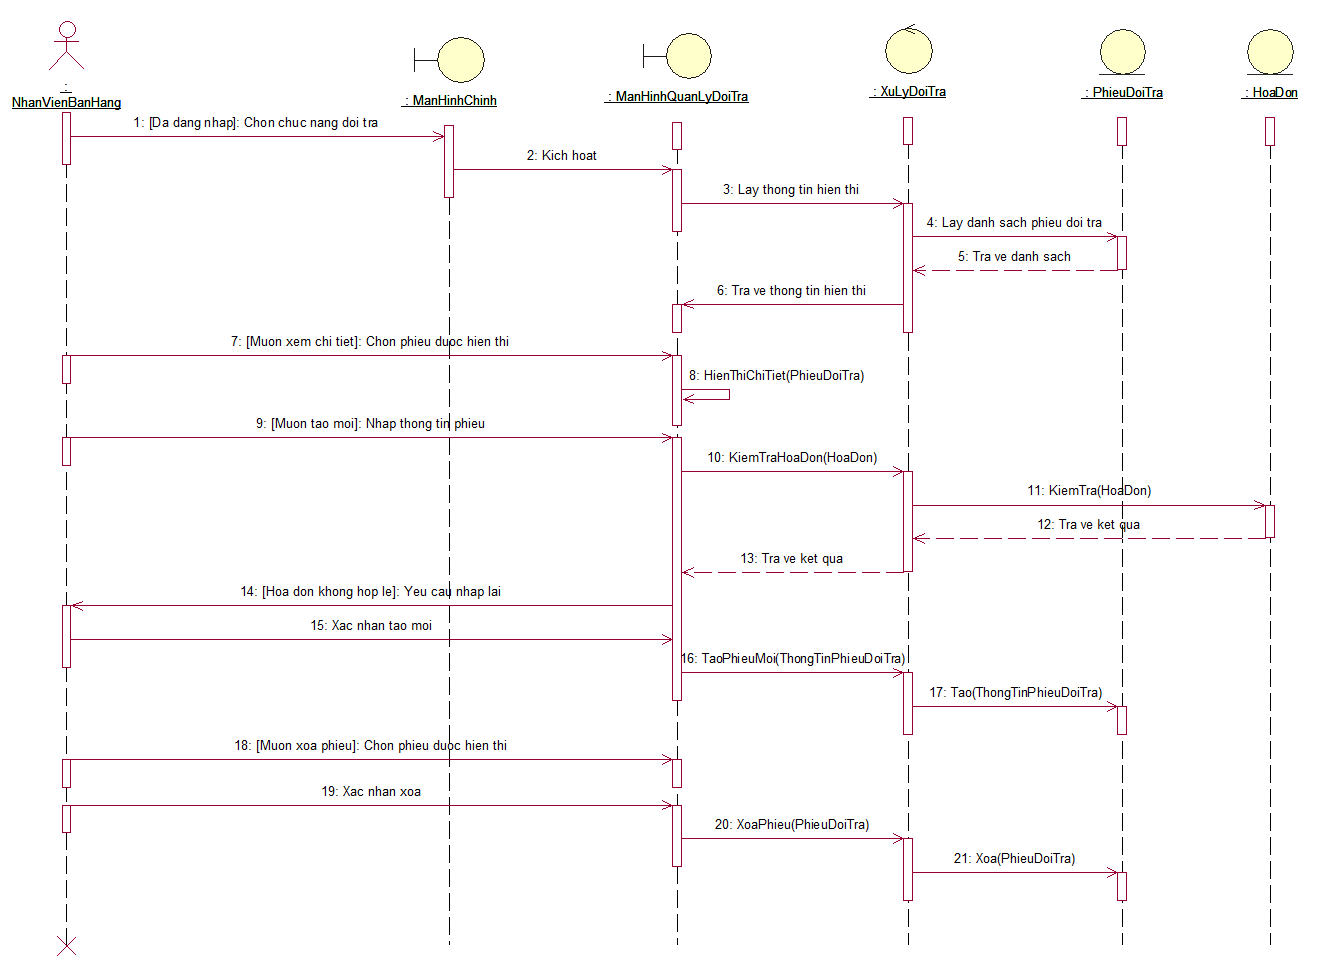 :
NhanVienBanHang
: ManHinhChinh
: ManHinhQuanLyDoiTra
: XuLyDoiTra
: PhieuDoiTra
: HoaDon
1: [Da dang nhap]: Chon chuc nang doi tra
2: Kich hoat
3: Lay thong tin hien thi
4: Lay danh sach phieu doi tra
5: Tra ve danh sach
6: Tra ve thong tin hien thi
7: [Muon xem chi tiet]: Chon phieu duoc hien thi
8: HienThiChiTiet(PhieuDoiTra)
9: [Muon tao moi]: Nhap thong tin phieu
10: KiemTraHoaDon(HoaDon)
11: KiemTra(HoaDon)
12: Tra ve ket qua
13: Tra ve ket qua
14: [Hoa don khong hop le]: Yeu cau nhap lai
15: Xac nhan tao moi
16: TaoPhieuMoi(ThongTinPhieuDoiTra)
17: Tao(ThongTinPhieuDoiTra)
18: [Muon xoa phieu]: Chon phieu duoc hien thi
19: Xac nhan xoa
20: XoaPhieu(PhieuDoiTra)
21: Xoa(PhieuDoiTra)